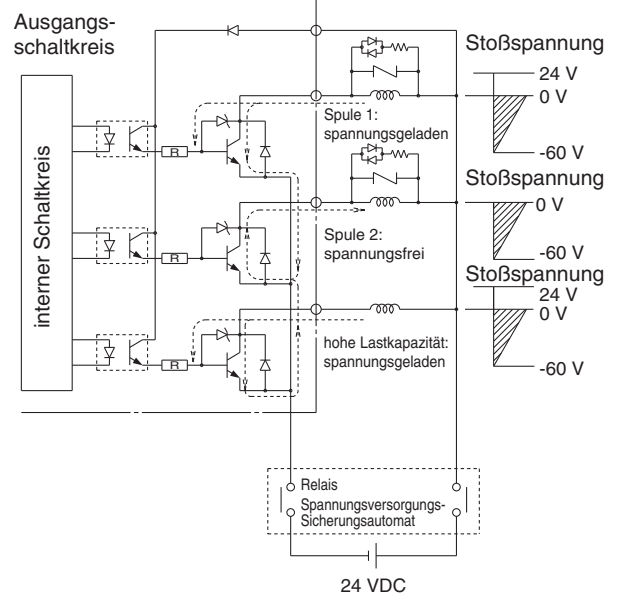 Ausgangs-
schaltkreis
interner Schaltkreis
R
R
R
Spule 1:
spannungsgeladen
Spule 2:
spannungsfrei
hohe Lastkapazität:
spannungsgeladen
Stoßspannung
24 V
0 V
-60 V
Stoßspannung
0 V
-60 V
Stoßspannung
24 V
0 V
-60 V
Relais
Spannungsversorgungs-
Sicherungsautomat
24 VDC